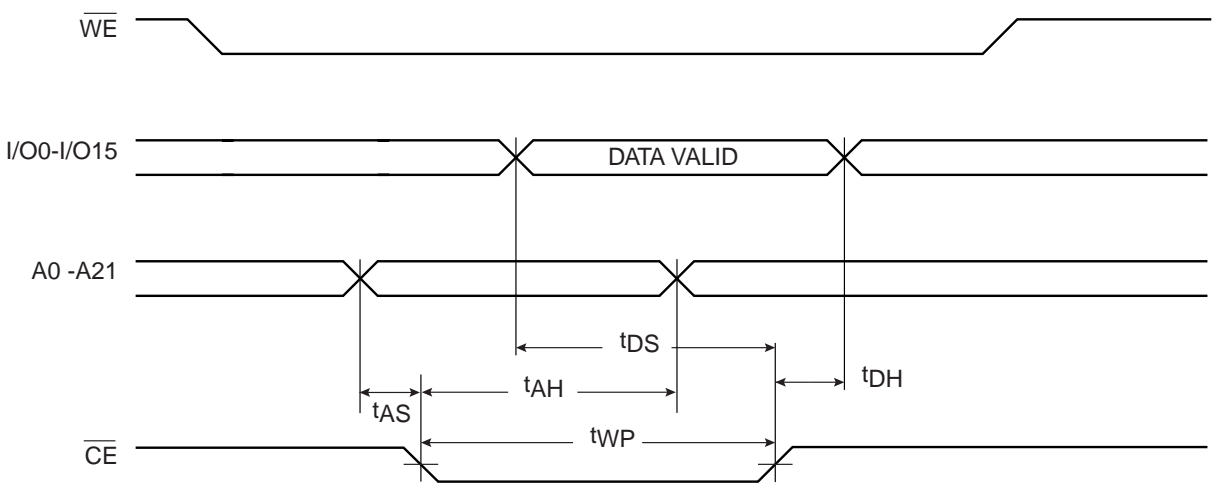 WE
I/O0-I/O15
DATA VALID
A0 -A21
tDS
tDH
tAH
tAS
tWP
CE